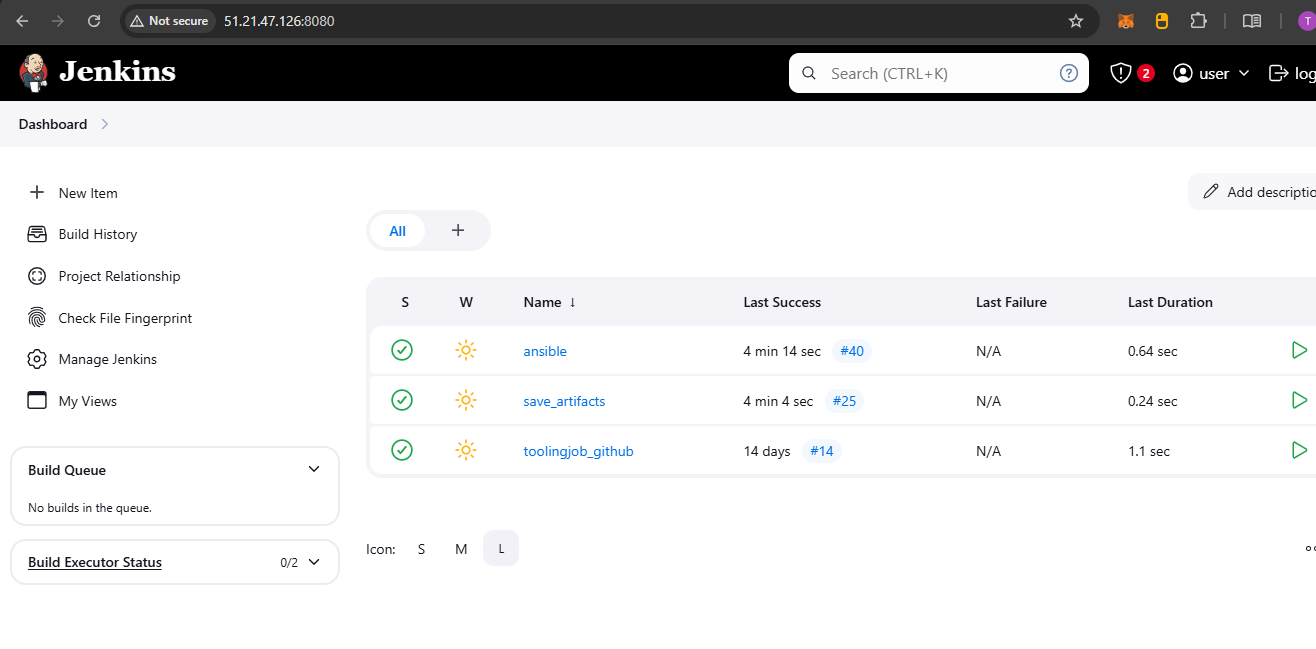 Not secure 51.21.47.126:8080 T
Jenkins Search (CTRL+K) ? 2 user log
Dashboard
New Item
Add descriptio
Build History
All +
Project Relationship
S W Name ↓ Last Success Last Failure Last Duration
Check File Fingerprint
ansible 4 min 14 sec #40 N/A 0.64 sec
Manage Jenkins
save_artifacts 4 min 4 sec #25 N/A 0.24 sec
My Views
toolingjob_github 14 days #14 N/A 1.1 sec
Build Queue
No builds in the queue.
Icon: S M L
Build Executor Status 0/2